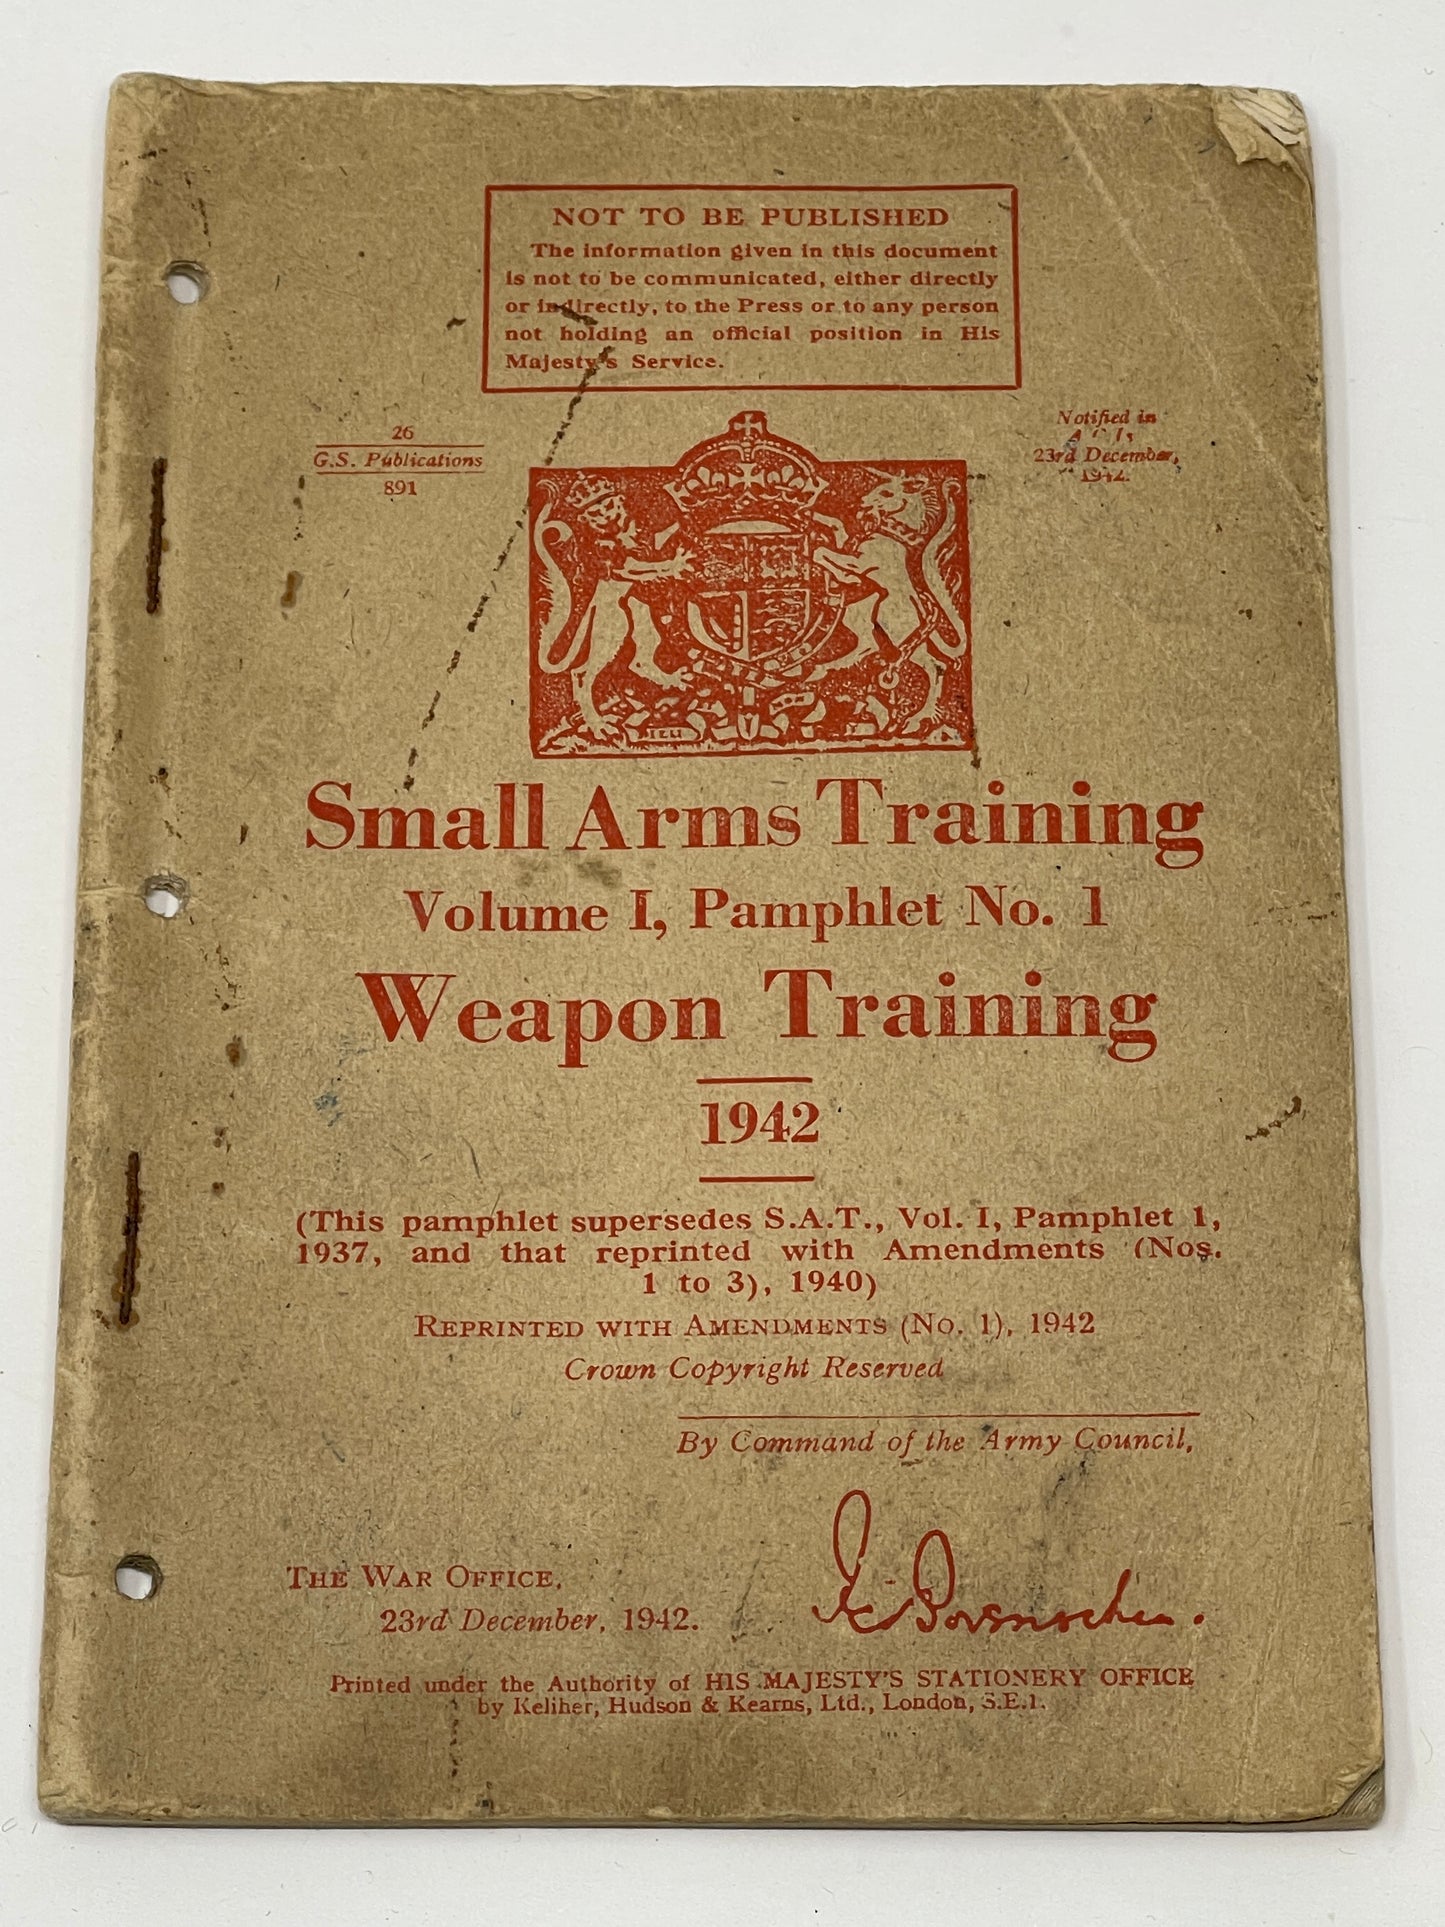 NOT TO BE PUBLISHED
The information given in this document
is not to be communicated, either directly
or indirectly, to the Press or to any person
not holding an official position in His
Majesty's Service.
26
G.S. Publications
891
Notified in
A.C.Is
23rd December,
1942.
Small Arms Training
Volume I, Pamphlet No. 1
Weapon Training
1942
(This pamphlet supersedes S.A.T., Vol. I, Pamphlet 1,
1937, and that reprinted with Amendments (Nos.
1 to 3), 1940)
REPRINTED WITH AMENDMENTS (No. 1), 1942
Crown Copyright Reserved
By Command of the Army Council,
THE WAR OFFICE,
23rd December, 1942.
Printed under the Authority of HIS MAJESTY'S STATIONERY OFFICE
by Keliher, Hudson & Kearns, Ltd., London, S.E.1.